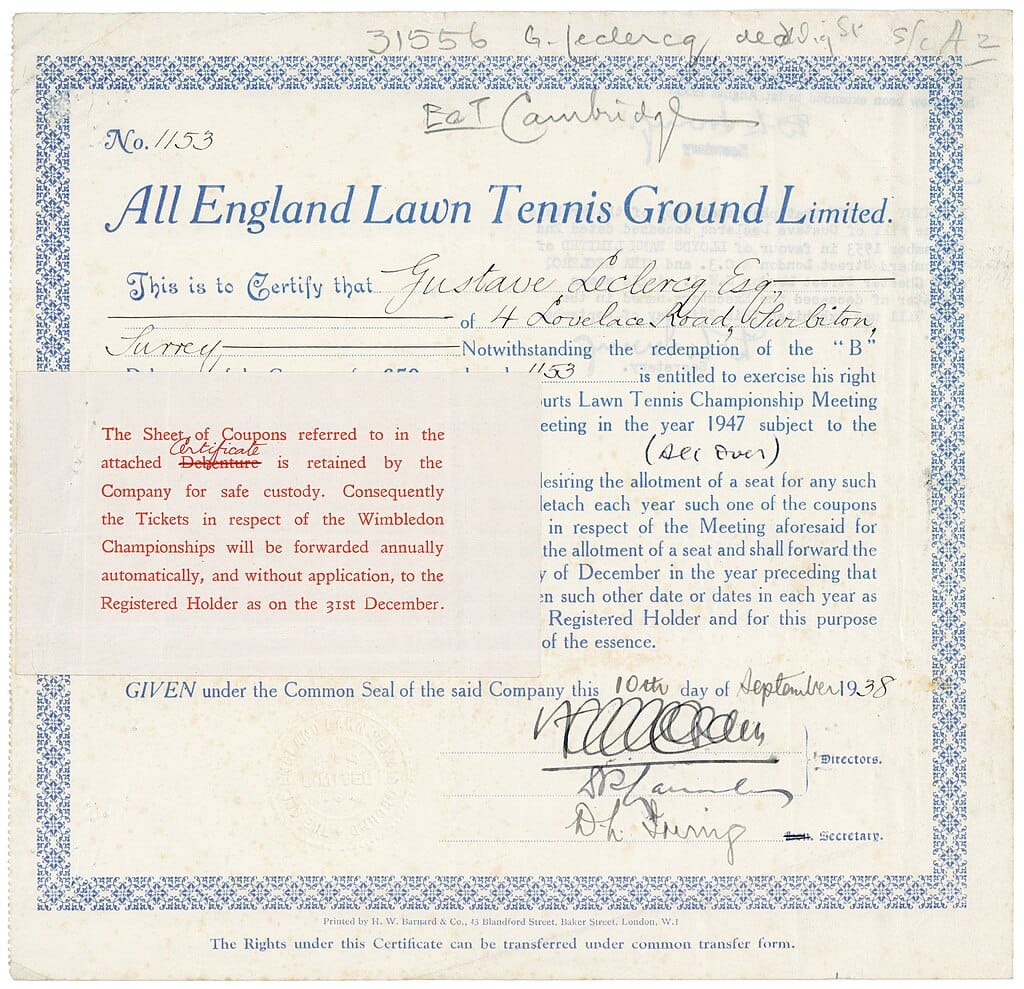 31556 G. Leclercq, decd
E & T Cambridge
No. 1153
All England Lawn Tennis Ground Limited.
This is to Certify that Gustave Leclercq Esq.,
of 4 Lovelace Road, Surbiton,
Surrey Notwithstanding the redemption of the "B"
1153 is entitled to exercise his right
urts Lawn Tennis Championship Meeting
eeting in the year 1947 subject to the
(see over)
esiring the allotment of a seat for any such
etach each year such one of the coupons
in respect of the Meeting aforesaid for
the allotment of a seat and shall forward the
y of December in the year preceding that
en such other date or dates in each year as
Registered Holder and for this purpose
of the essence.
The Sheet of Coupons referred to in the
Certificate
attached Debenture is retained by the
Company for safe custody. Consequently
the Tickets in respect of the Wimbledon
Championships will be forwarded annually
automatically, and without application, to the
Registered Holder as on the 31st December.
GIVEN under the Common Seal of the said Company this 10th day of September 1938
Directors.
Hon. Secretary.
Printed by H. W. Barnard & Co., 43 Blandford Street, Baker Street, London, W.1
The Rights under this Certificate can be transferred under common transfer form.